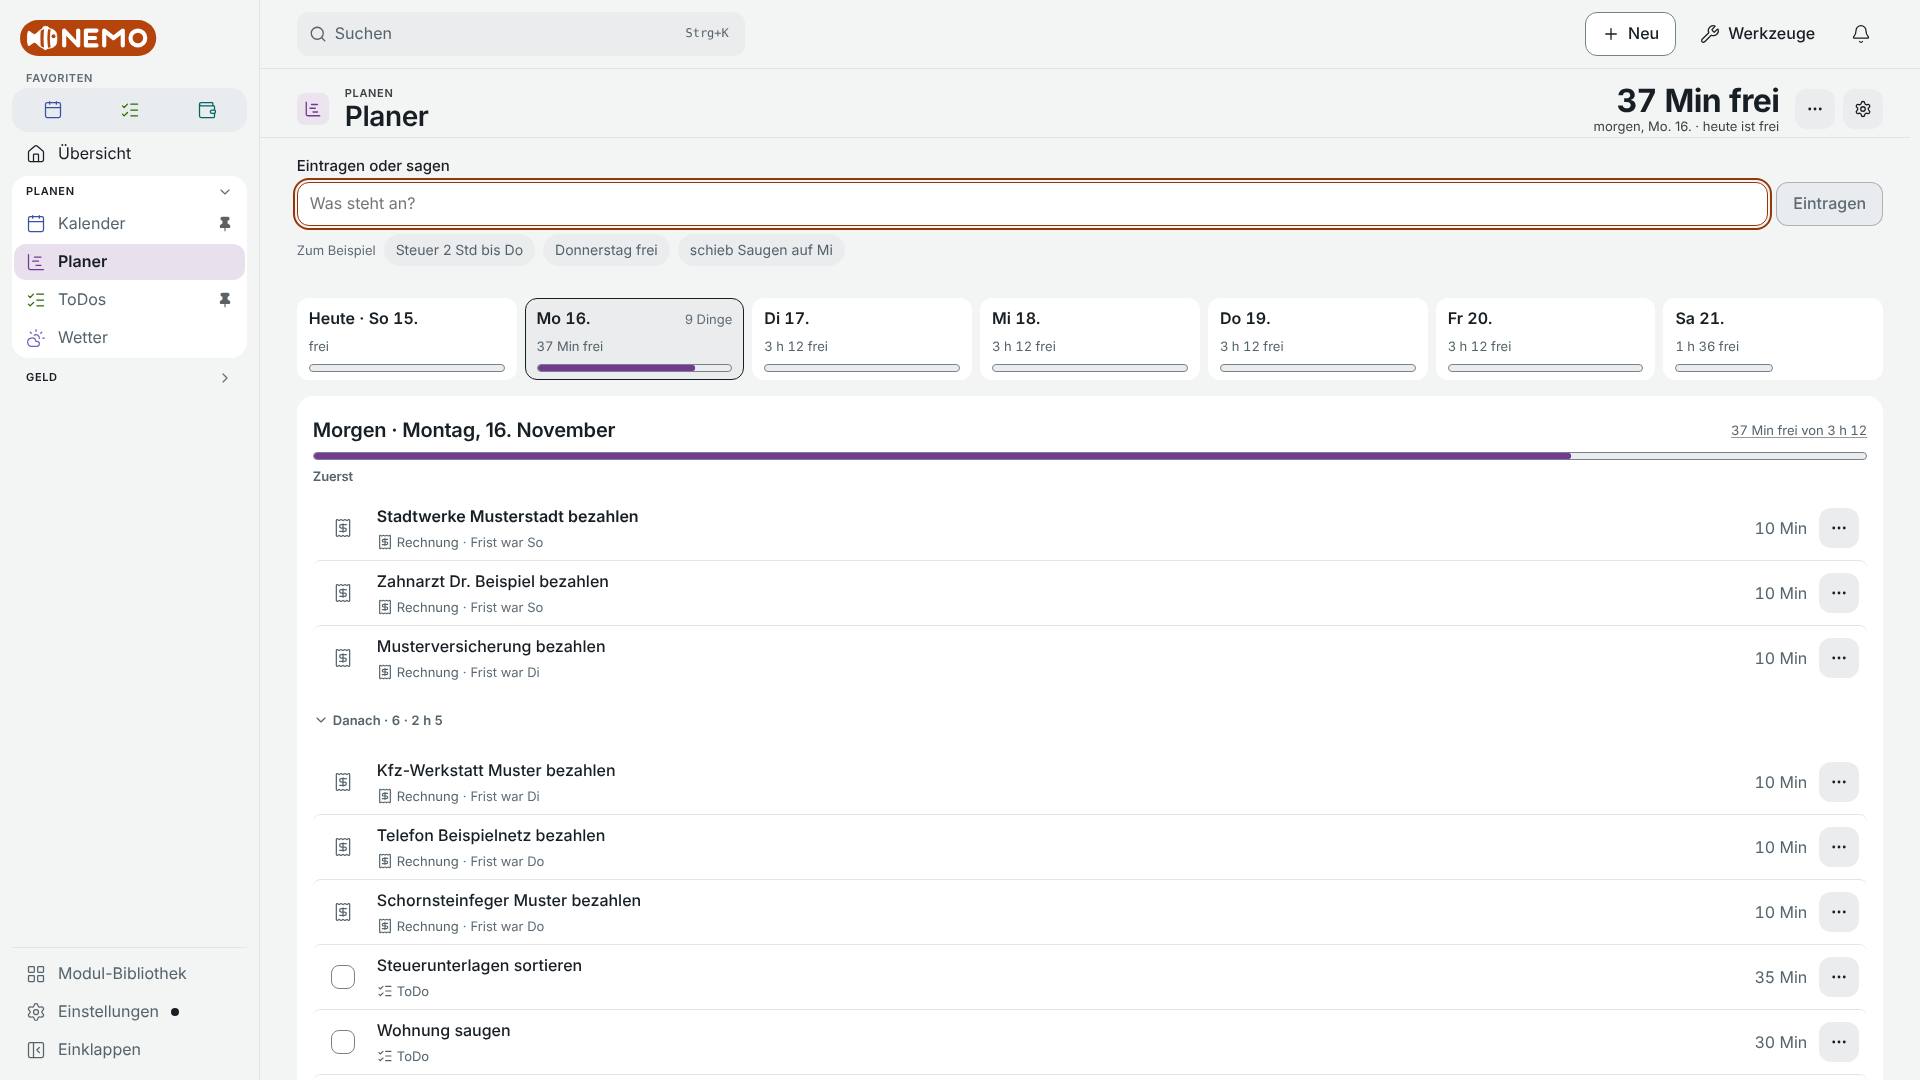 NEMO
Suchen
Strg+K
Neu
Werkzeuge
FAVORITEN
Übersicht
PLANEN
Kalender
Planer
ToDos
Wetter
GELD
Modul-Bibliothek
Einstellungen
Einklappen
PLANEN
Planer
37 Min frei
morgen, Mo. 16. · heute ist frei
Eintragen oder sagen
Was steht an?
Eintragen
Zum Beispiel
Steuer 2 Std bis Do
Donnerstag frei
schieb Saugen auf Mi
Heute · So 15.
frei
Mo 16.
9 Dinge
37 Min frei
Di 17.
3 h 12 frei
Mi 18.
3 h 12 frei
Do 19.
3 h 12 frei
Fr 20.
3 h 12 frei
Sa 21.
1 h 36 frei
Morgen · Montag, 16. November
37 Min frei von 3 h 12
Zuerst
Stadtwerke Musterstadt bezahlen
Rechnung · Frist war So
10 Min
Zahnarzt Dr. Beispiel bezahlen
Rechnung · Frist war So
10 Min
Musterversicherung bezahlen
Rechnung · Frist war Di
10 Min
Danach · 6 · 2 h 5
Kfz-Werkstatt Muster bezahlen
Rechnung · Frist war Di
10 Min
Telefon Beispielnetz bezahlen
Rechnung · Frist war Do
10 Min
Schornsteinfeger Muster bezahlen
Rechnung · Frist war Do
10 Min
Steuerunterlagen sortieren
ToDo
35 Min
Wohnung saugen
ToDo
30 Min